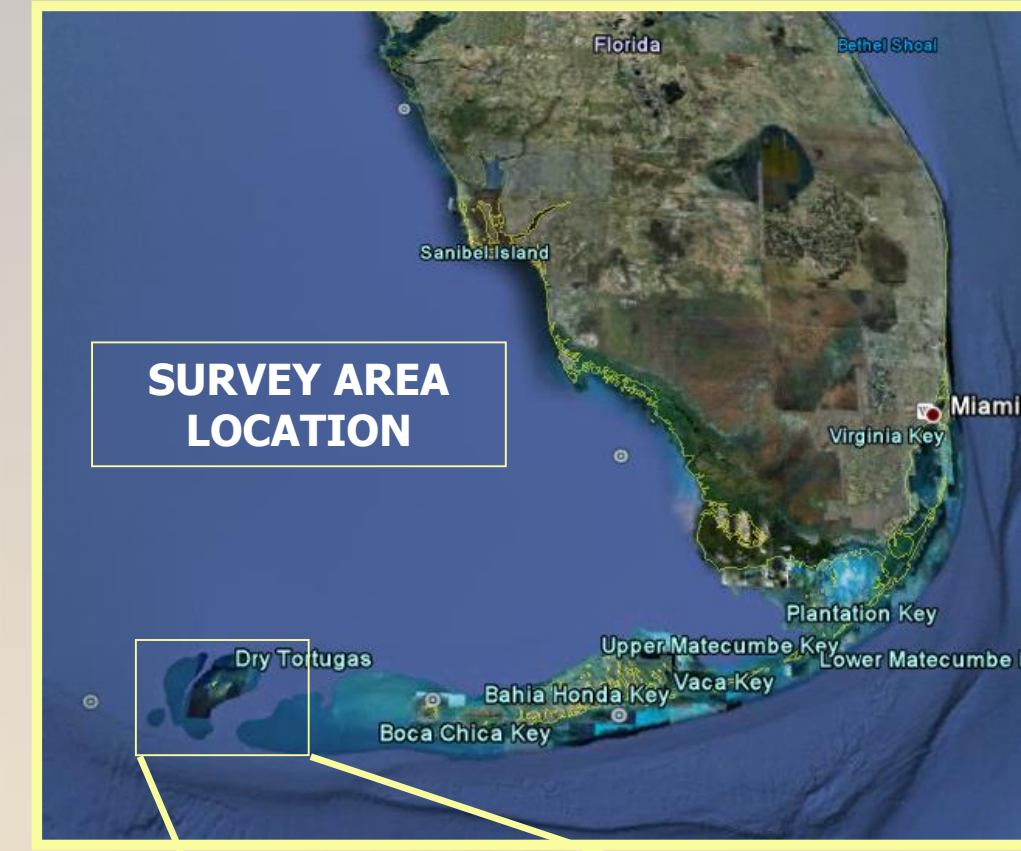 Florida
Bethel Shoal
Sanibel Island
SURVEY AREA
LOCATION
Miami
Virginia Key
Plantation Key
Upper Matecumbe Key
Lower Matecumbe
Dry Tortugas
Vaca Key
Bahia Honda Key
Boca Chica Key